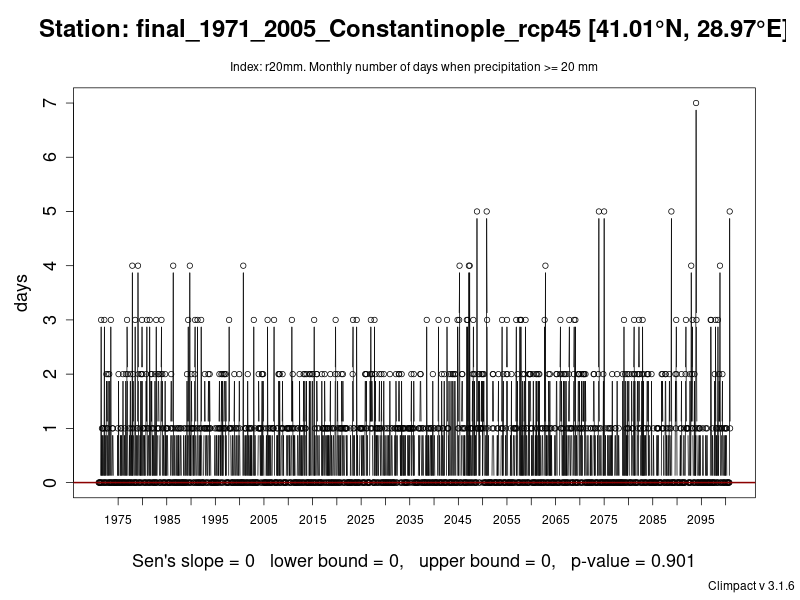 Station: final_1971_2005_Constantinople_rcp45 [41.01°N, 28.97°E]
Index: r20mm. Monthly number of days when precipitation >= 20 mm
7
6
5
4
3
2
1
0
days
1975 1985 1995 2005 2015 2025 2035 2045 2055 2065 2075 2085 2095
Sen's slope = 0 lower bound = 0, upper bound = 0, p-value = 0.901
Climpact v 3.1.6